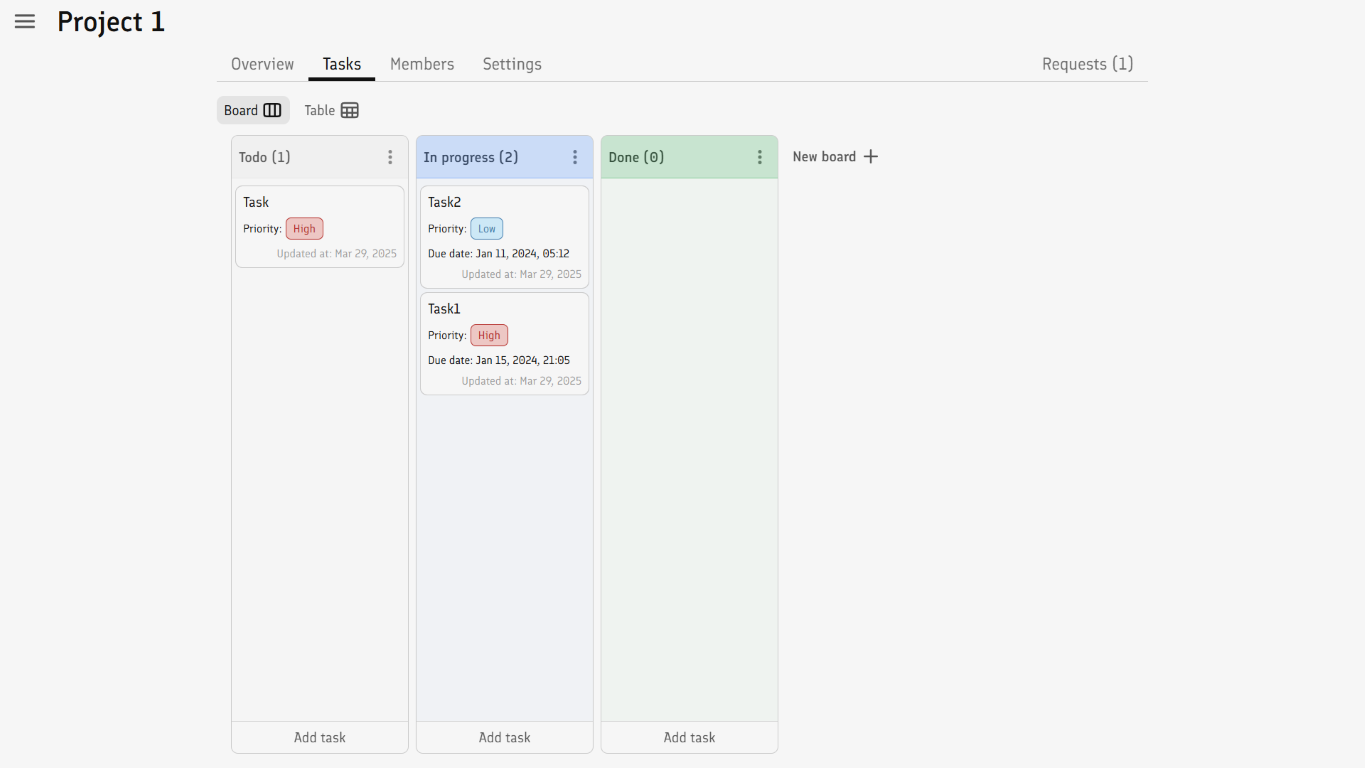 Project 1
Overview Tasks Members Settings Requests (1)
Board Table
Todo (1)
Task
Priority: High
Updated at: Mar 29, 2025
Add task
In progress (2)
Task2
Priority: Low
Due date: Jan 11, 2024, 05:12
Updated at: Mar 29, 2025
Task1
Priority: High
Due date: Jan 15, 2024, 21:05
Updated at: Mar 29, 2025
Add task
Done (0)
Add task
New board